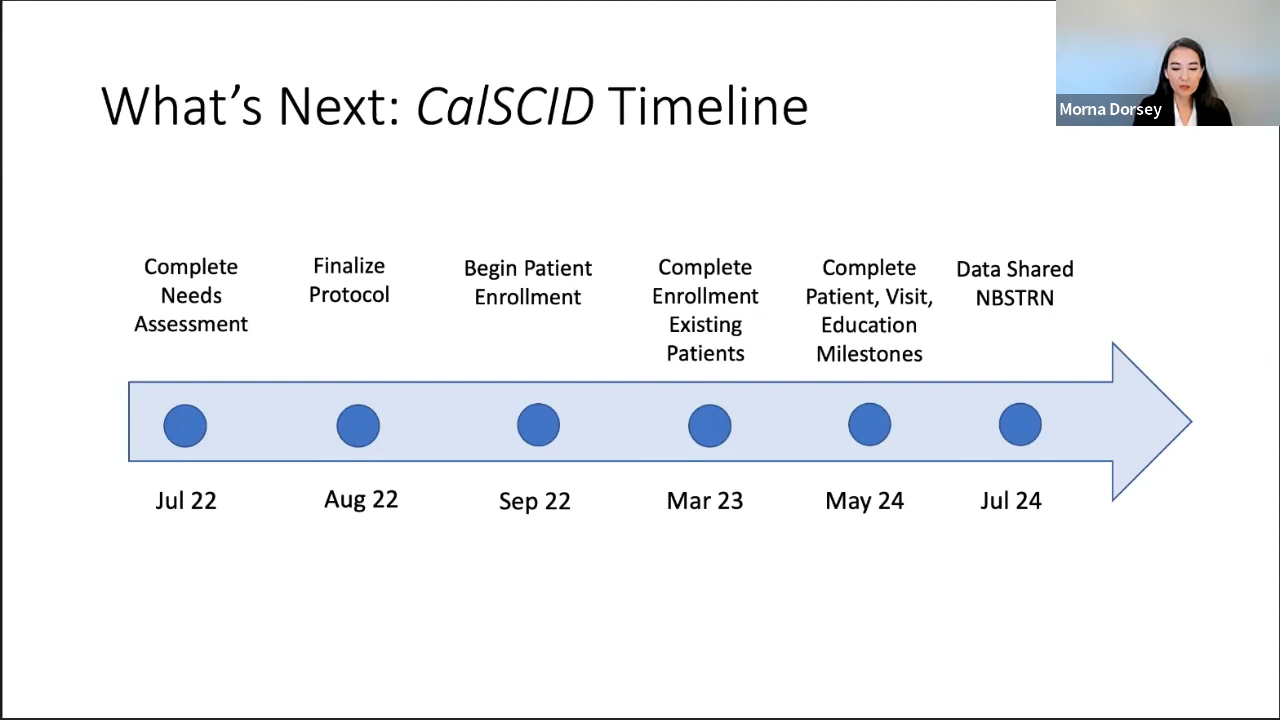 What's Next: CalSCID Timeline
Morna Dorsey
Complete
Needs
Assessment
Finalize
Protocol
Begin Patient
Enrollment
Complete
Enrollment
Existing
Patients
Complete
Patient, Visit,
Education
Milestones
Data Shared
NBSTRN
Jul 22
Aug 22
Sep 22
Mar 23
May 24
Jul 24